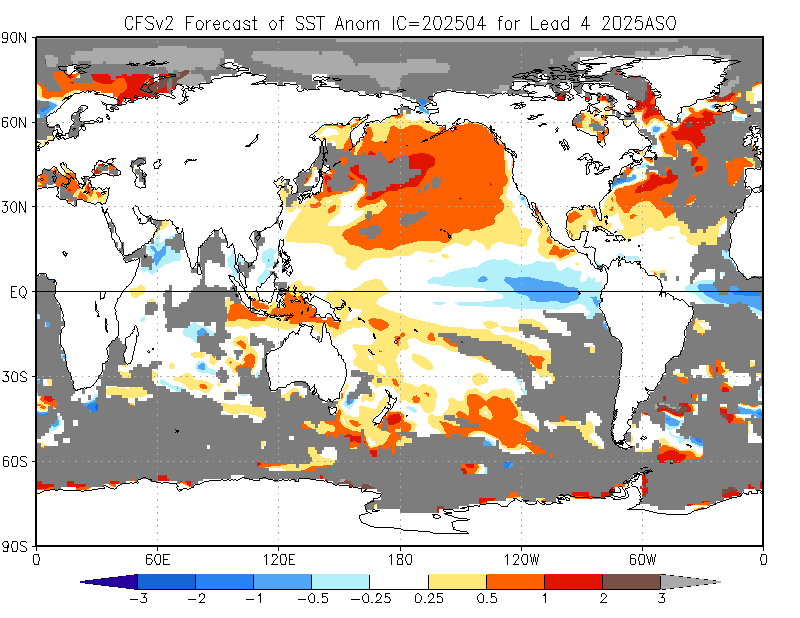 CFSv2 Forecast of SST Anom IC=202504 for Lead 4 2025ASO
90N
60N
30N
EQ
30S
60S
90S
0 60E 120E 180 120W 60W 0
-3 -2 -1 -0.5 -0.25 0.25 0.5 1 2 3